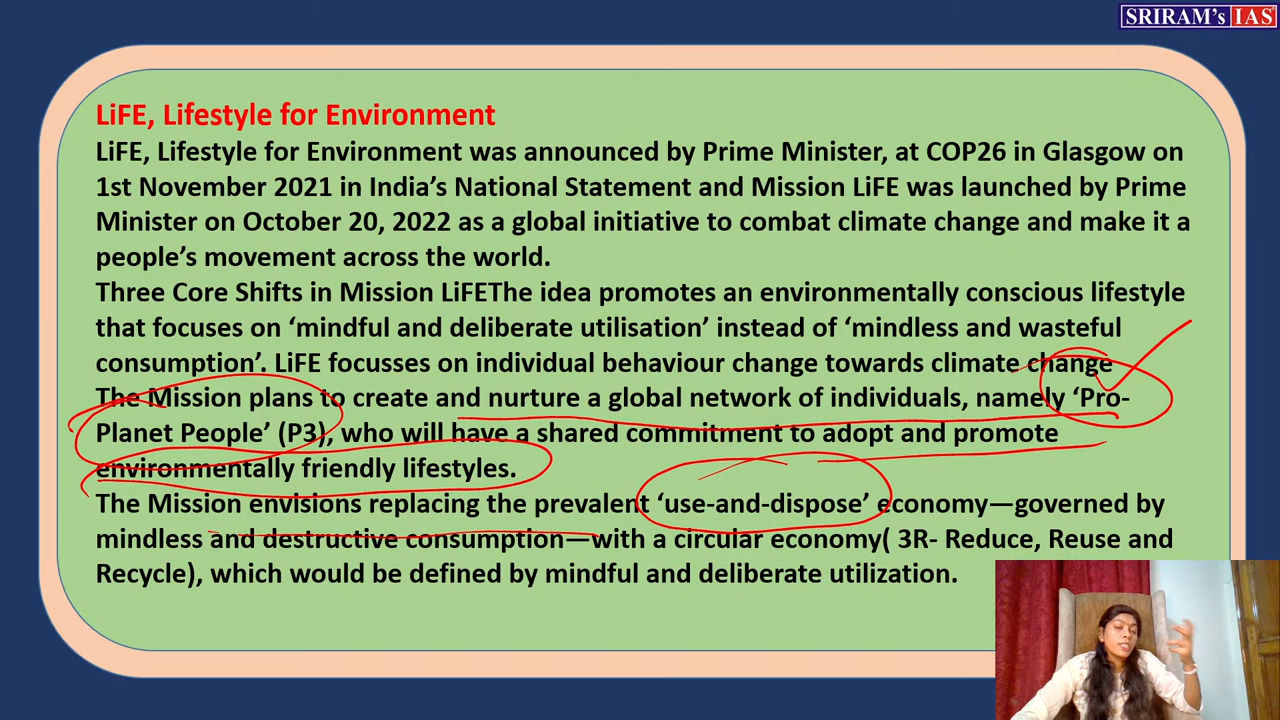 SRIRAM's IAS
LiFE, Lifestyle for Environment
LiFE, Lifestyle for Environment was announced by Prime Minister, at COP26 in Glasgow on
1st November 2021 in India’s National Statement and Mission LiFE was launched by Prime
Minister on October 20, 2022 as a global initiative to combat climate change and make it a
people’s movement across the world.
Three Core Shifts in Mission LiFEThe idea promotes an environmentally conscious lifestyle
that focuses on ‘mindful and deliberate utilisation’ instead of ‘mindless and wasteful
consumption’. LiFE focusses on individual behaviour change towards climate change
The Mission plans to create and nurture a global network of individuals, namely ‘Pro-
Planet People’ (P3), who will have a shared commitment to adopt and promote
environmentally friendly lifestyles.
The Mission envisions replacing the prevalent ‘use-and-dispose’ economy—governed by
mindless and destructive consumption—with a circular economy( 3R- Reduce, Reuse and
Recycle), which would be defined by mindful and deliberate utilization.